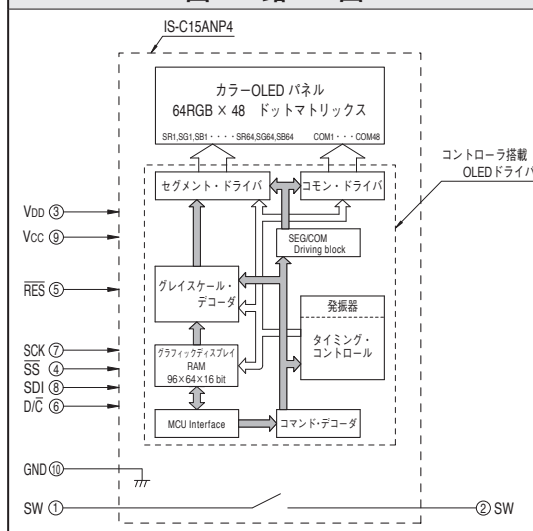 IS-C15ANP4
カラーOLED パネル
64RGB × 48 ドットマトリックス
SR1,SG1,SB1・・・・SR64,SG64,SB64 COM1・・・COM48
コントローラ搭載
OLEDドライバ
セグメント・ドライバ
コモン・ドライバ
VDD ③
VCC ⑨
SEG/COM
Driving block
RES ⑤
グレイスケール・
デコーダ
発振器
タイミング・
コントロール
SCK ⑦
SS ④
SDI ⑧
D/C ⑥
グラフィックディスプレイ
RAM
96×64×16 bit
MCU Interface
コマンド・デコーダ
GND ⑩
SW ①
② SW